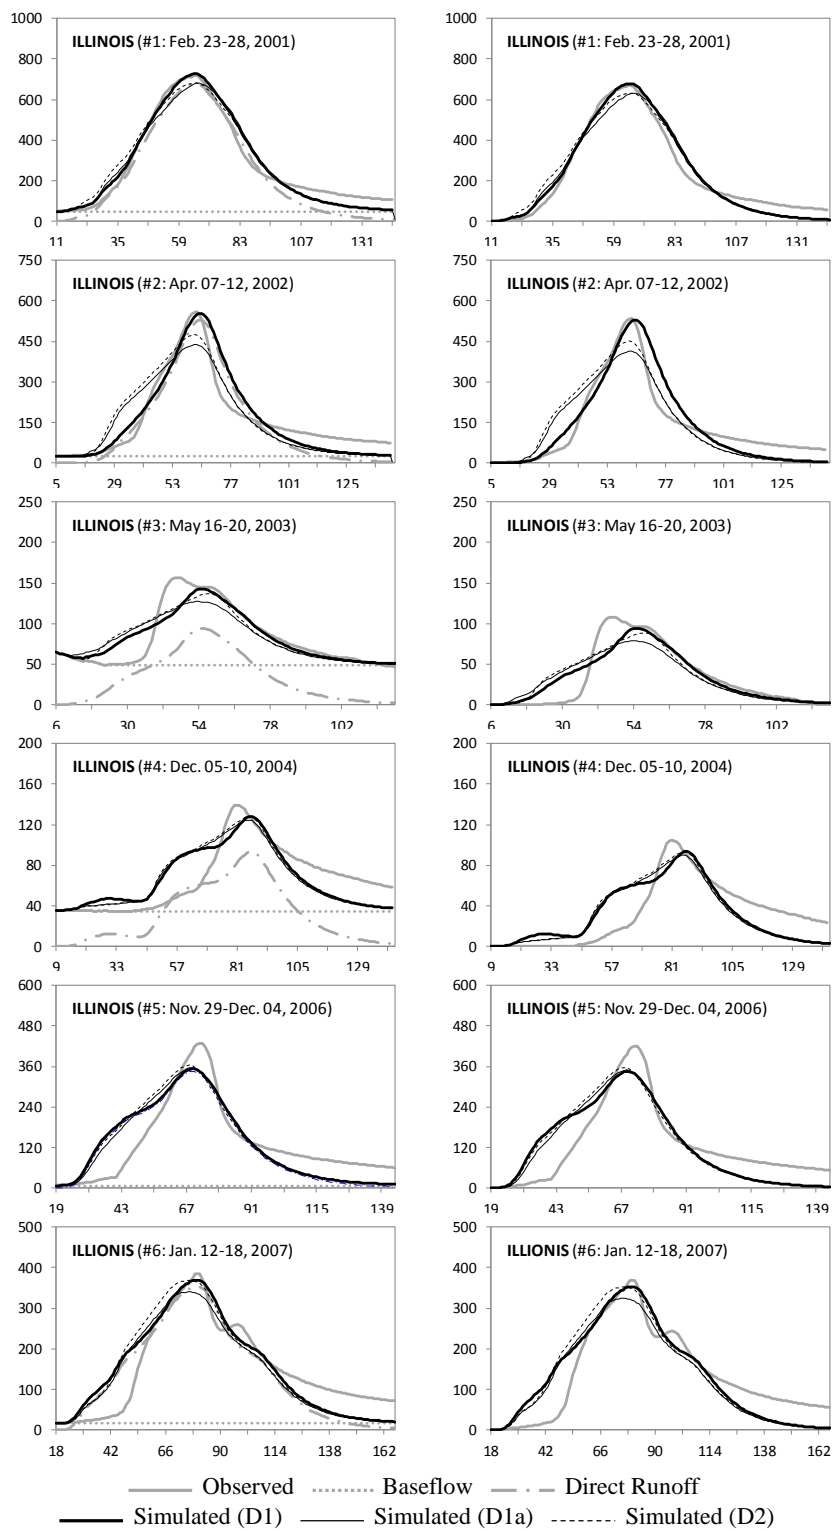 1000
800
600
400
200
0
ILLINOIS (#1: Feb. 23-28, 2001)
11 35 59 83 107 131
1000
800
600
400
200
0
ILLINOIS (#1: Feb. 23-28, 2001)
11 35 59 83 107 131
750
600
450
300
150
0
ILLINOIS (#2: Apr. 07-12, 2002)
5 29 53 77 101 125
750
600
450
300
150
0
ILLINOIS (#2: Apr. 07-12, 2002)
5 29 53 77 101 125
250
200
150
100
50
0
ILLINOIS (#3: May 16-20, 2003)
6 30 54 78 102
250
200
150
100
50
0
ILLINOIS (#3: May 16-20, 2003)
6 30 54 78 102
200
160
120
80
40
0
ILLINOIS (#4: Dec. 05-10, 2004)
9 33 57 81 105 129
200
160
120
80
40
0
ILLINOIS (#4: Dec. 05-10, 2004)
9 33 57 81 105 129
600
480
360
240
120
0
ILLINOIS (#5: Nov. 29-Dec. 04, 2006)
19 43 67 91 115 139
600
480
360
240
120
0
ILLINOIS (#5: Nov. 29-Dec. 04, 2006)
19 43 67 91 115 139
500
400
300
200
100
0
ILLIONIS (#6: Jan. 12-18, 2007)
18 42 66 90 114 138 162
500
400
300
200
100
0
ILLIONIS (#6: Jan. 12-18, 2007)
18 42 66 90 114 138 162
Observed Baseflow Direct Runoff
Simulated (D1) Simulated (D1a) Simulated (D2)